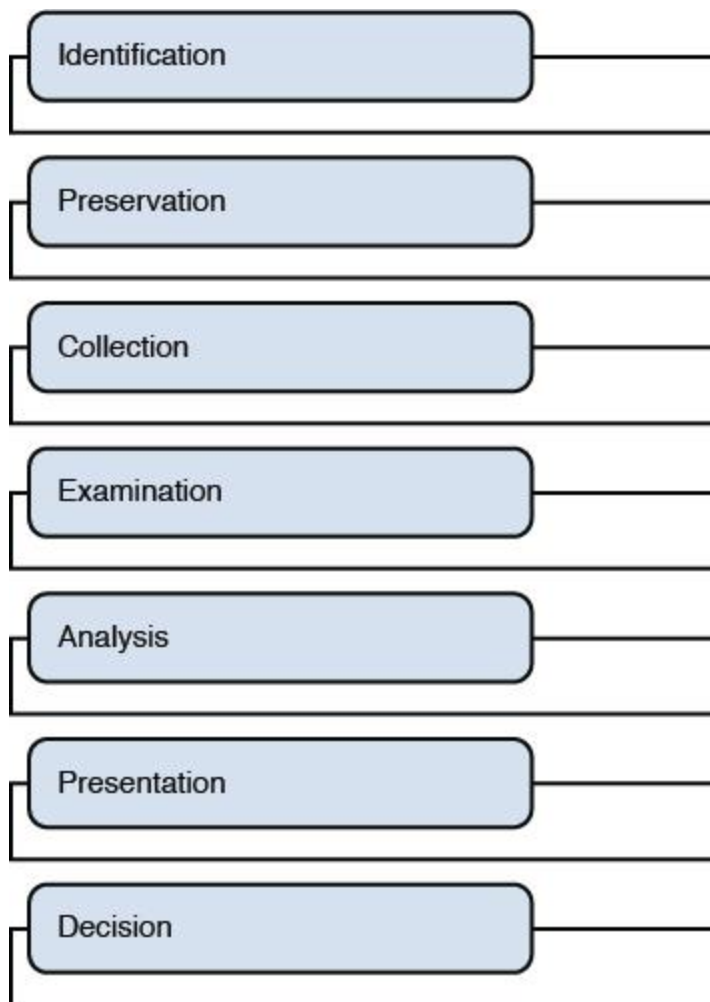 Identification
Preservation
Collection
Examination
Analysis
Presentation
Decision